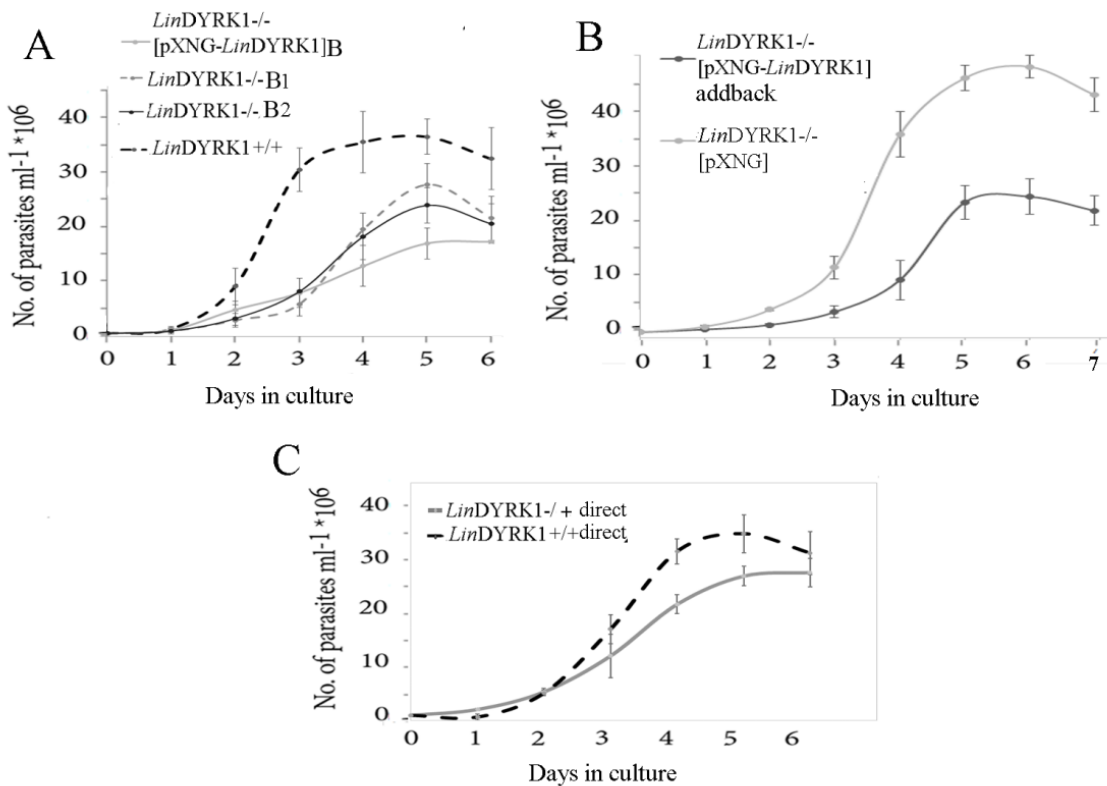 A
LinDYRK1-/-
[pXNG-LinDYRK1]B
LinDYRK1-/-B1
LinDYRK1-/-B2
LinDYRK1+/+
No. of parasites ml-1 *10⁶
40
30
20
10
0
0 1 2 3 4 5 6
Days in culture
B
LinDYRK1-/-
[pXNG-LinDYRK1]
addback
LinDYRK1-/-
[pXNG]
No. of parasites ml-1 *10⁶
50
40
30
20
10
0
0 1 2 3 4 5 6 7
Days in culture
C
LinDYRK1-/+ direct
LinDYRK1+/+direct
No. of parasites ml-1 *10⁶
40
30
20
10
0
0 1 2 3 4 5 6
Days in culture